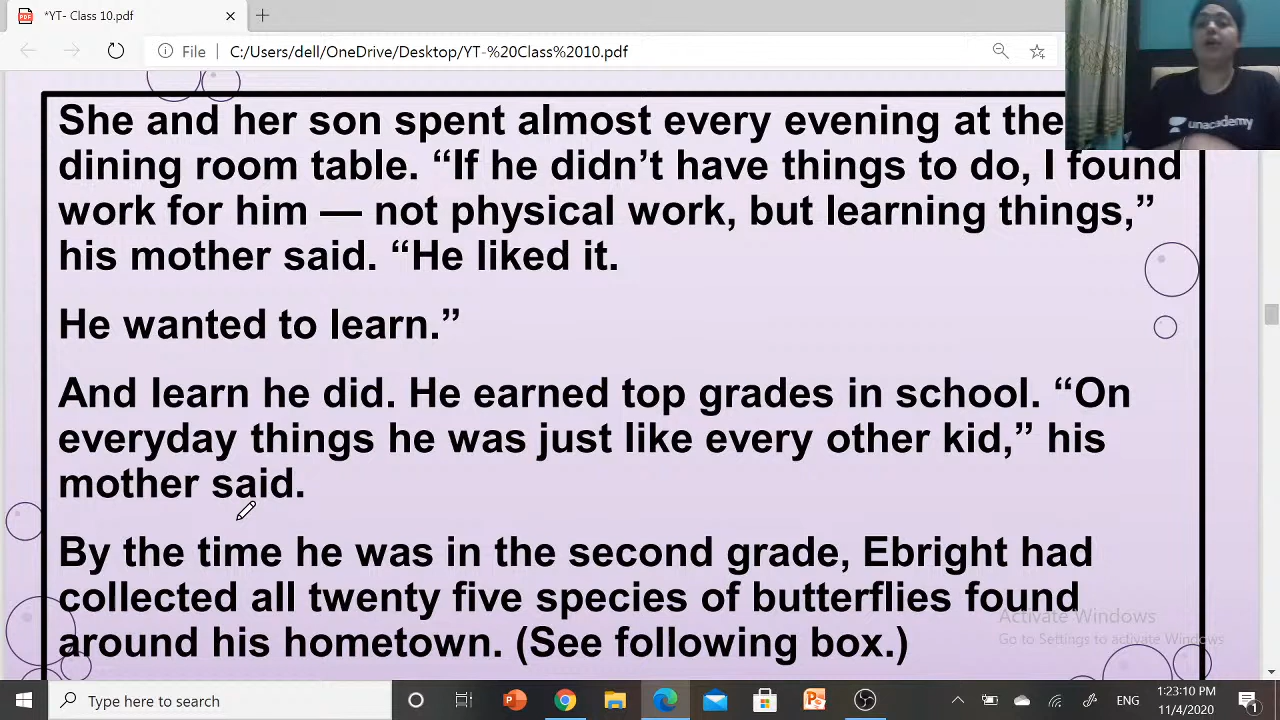 *YT- Class 10.pdf
File C:/Users/dell/OneDrive/Desktop/YT-%20Class%2010.pdf
unacademy
She and her son spent almost every evening at the
dining room table. “If he didn’t have things to do, I found
work for him — not physical work, but learning things,”
his mother said. “He liked it.
He wanted to learn.”
And learn he did. He earned top grades in school. “On
everyday things he was just like every other kid,” his
mother said.
By the time he was in the second grade, Ebright had
collected all twenty five species of butterflies found
around his hometown. (See following box.)
Activate Windows
Go to Settings to activate Windows
Type here to search
ENG
1:23:10 PM
11/4/2020
1